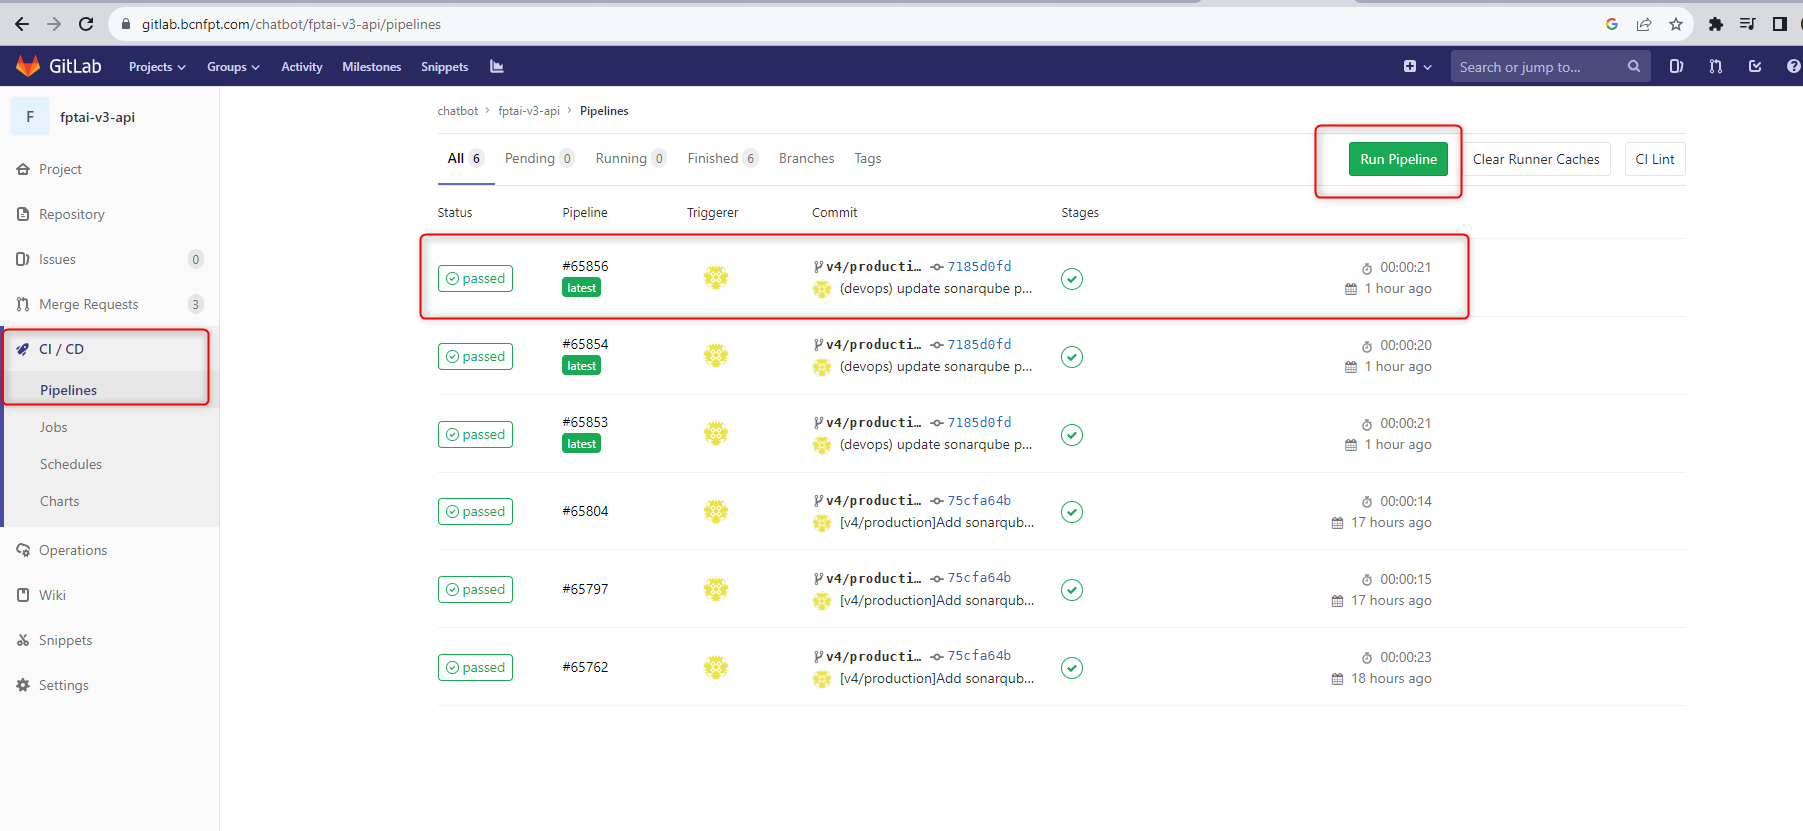 gitlab.bcnfpt.com/chatbot/fptai-v3-api/pipelines
GitLab Projects Groups Activity Milestones Snippets Search or jump to...
F fptai-v3-api
Project
Repository
Issues 0
Merge Requests 3
CI / CD
Pipelines
Jobs
Schedules
Charts
Operations
Wiki
Snippets
Settings
chatbot > fptai-v3-api > Pipelines
All 6 Pending 0 Running 0 Finished 6 Branches Tags Run Pipeline Clear Runner Caches CI Lint
Status Pipeline Triggerer Commit Stages
passed #65856 latest v4/producti... 7185d0fd 00:00:21
(devops) update sonarqube p... 1 hour ago
passed #65854 latest v4/producti... 7185d0fd 00:00:20
(devops) update sonarqube p... 1 hour ago
passed #65853 latest v4/producti... 7185d0fd 00:00:21
(devops) update sonarqube p... 1 hour ago
passed #65804 v4/producti... 75cfa64b 00:00:14
[v4/production]Add sonarqub... 17 hours ago
passed #65797 v4/producti... 75cfa64b 00:00:15
[v4/production]Add sonarqub... 17 hours ago
passed #65762 v4/producti... 75cfa64b 00:00:23
[v4/production]Add sonarqub... 18 hours ago